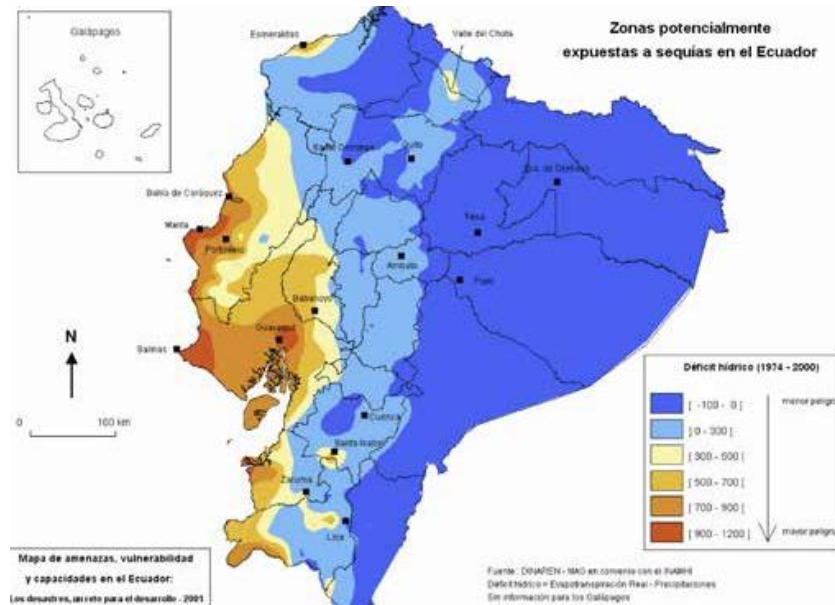 Galápagos
Esmeraldas
Valle del Chota
Zonas potencialmente
expuestas a sequías en el Ecuador
Santo Domingo
Quito
Bahía de Caráquez
Manta
Portoviejo
Tena
Ambato
Puyo
Babahoyo
Guayaquil
Salinas
N
0 160 km
Cuenca
Santa Isabel
Zaruma
Loja
Déficit hídrico (1974 - 2000)
[ -100 - 0 [
] 0 - 300 [
[ 300 - 500 [
[ 500 - 700 [
[ 700 - 900 [
[ 900 - 1200 [
menor peligro
mayor peligro
Mapa de amenazas, vulnerabilidad
y capacidades en el Ecuador:
Los desastres, un reto para el desarrollo - 2001
Fuente: DINAREN - MAG en convenio con el INAMHI
Déficit hídrico = Evapotranspiración Real - Precipitaciones
Sin información para los Galápagos